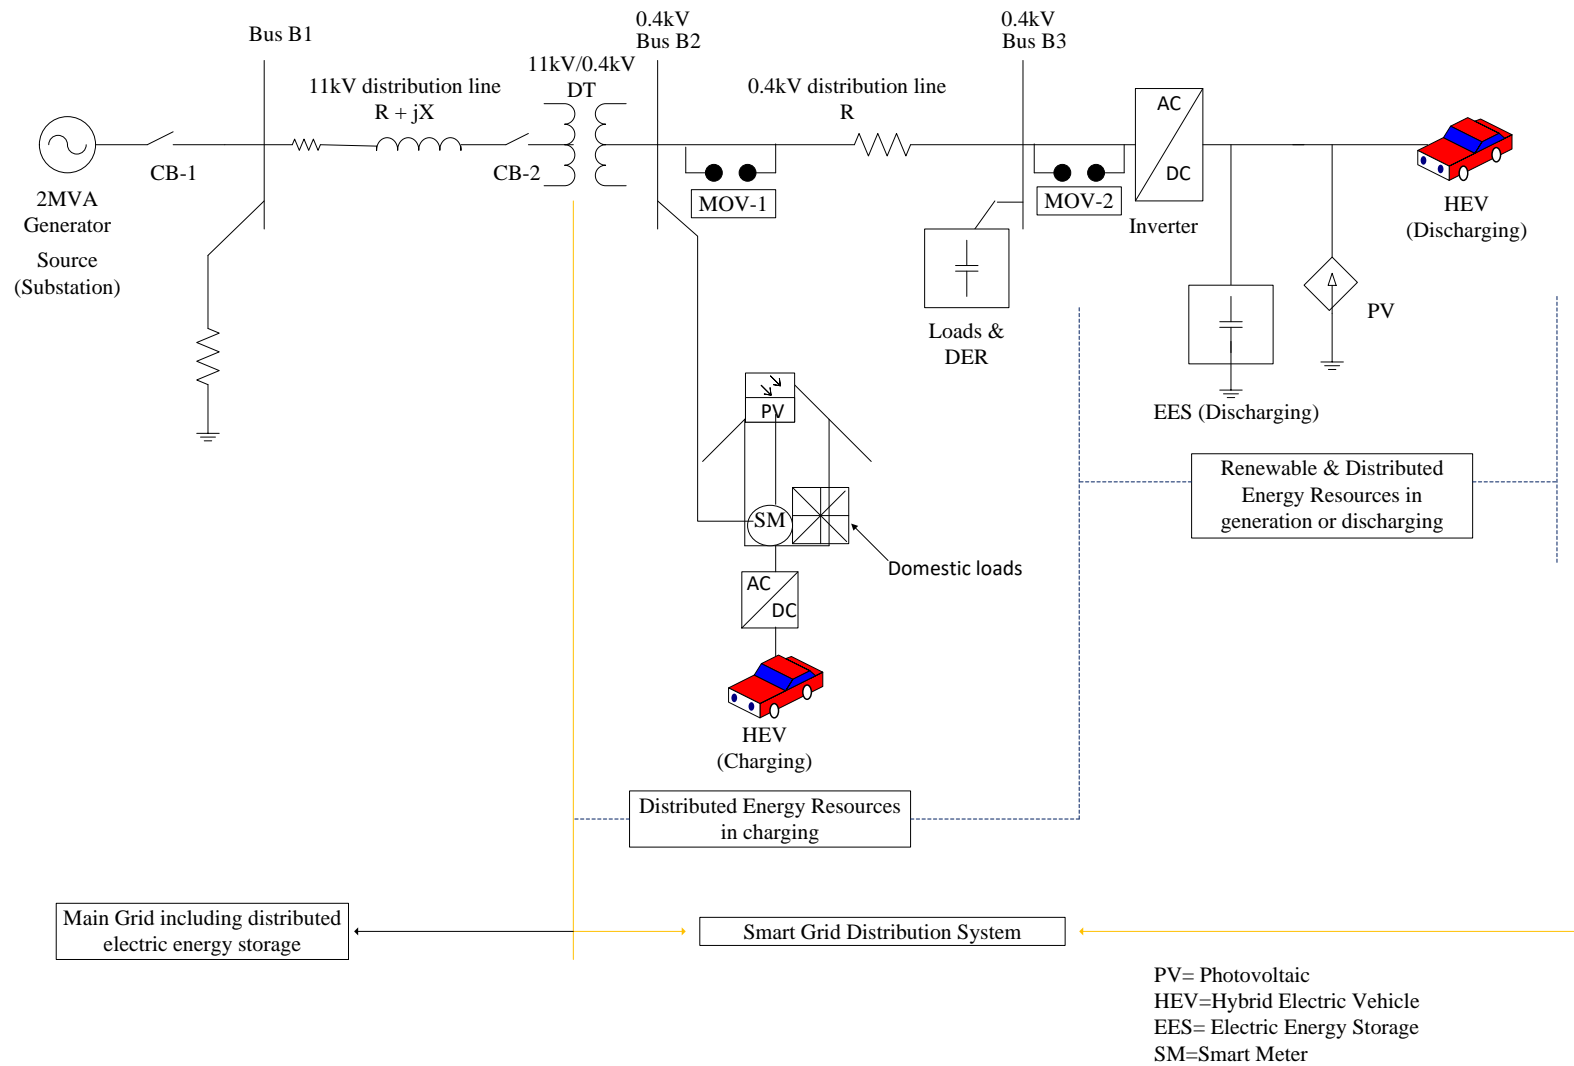 Bus B1
0.4kV
Bus B2
0.4kV
Bus B3
11kV distribution line
R + jX
11kV/0.4kV
DT
0.4kV distribution line
R
AC
DC
CB-1
CB-2
MOV-1
MOV-2
Inverter
2MVA
Generator
Source
(Substation)
HEV
(Discharging)
Loads &
DER
PV
EES (Discharging)
PV
SM
Domestic loads
AC
DC
HEV
(Charging)
Renewable & Distributed
Energy Resources in
generation or discharging
Distributed Energy Resources
in charging
Main Grid including distributed
electric energy storage
Smart Grid Distribution System
PV= Photovoltaic
HEV=Hybrid Electric Vehicle
EES= Electric Energy Storage
SM=Smart Meter